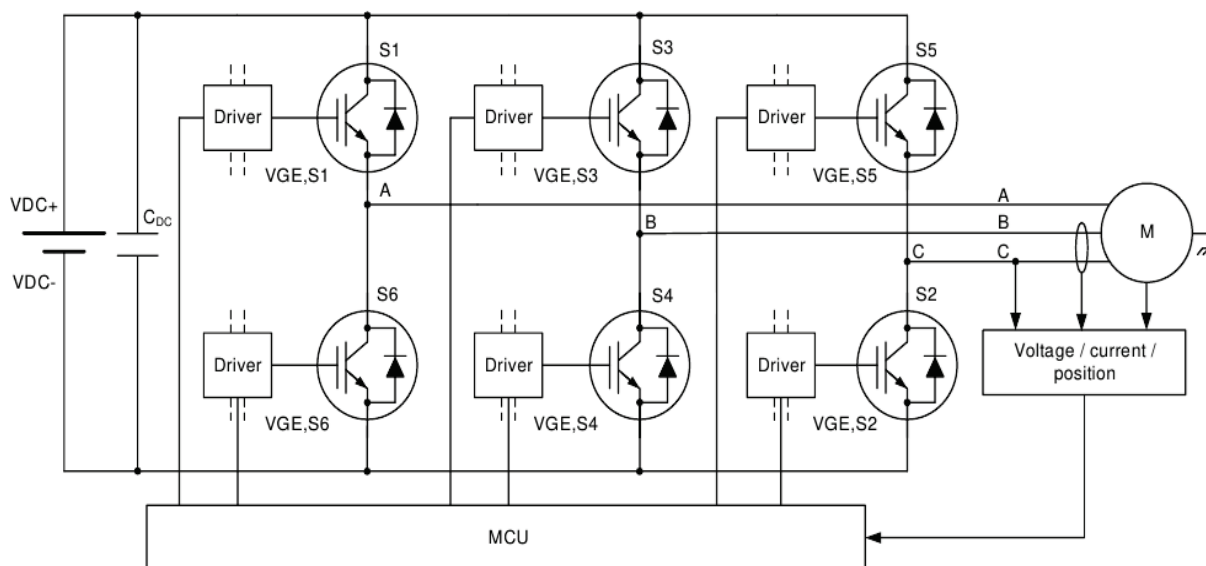 S1
S3
S5
Driver
Driver
Driver
VGE,S1
VGE,S3
VGE,S5
A
A
VDC+
CDC
B
B
M
C
C
VDC-
S6
S4
S2
Driver
Driver
Driver
Voltage / current /
position
VGE,S6
VGE,S4
VGE,S2
MCU